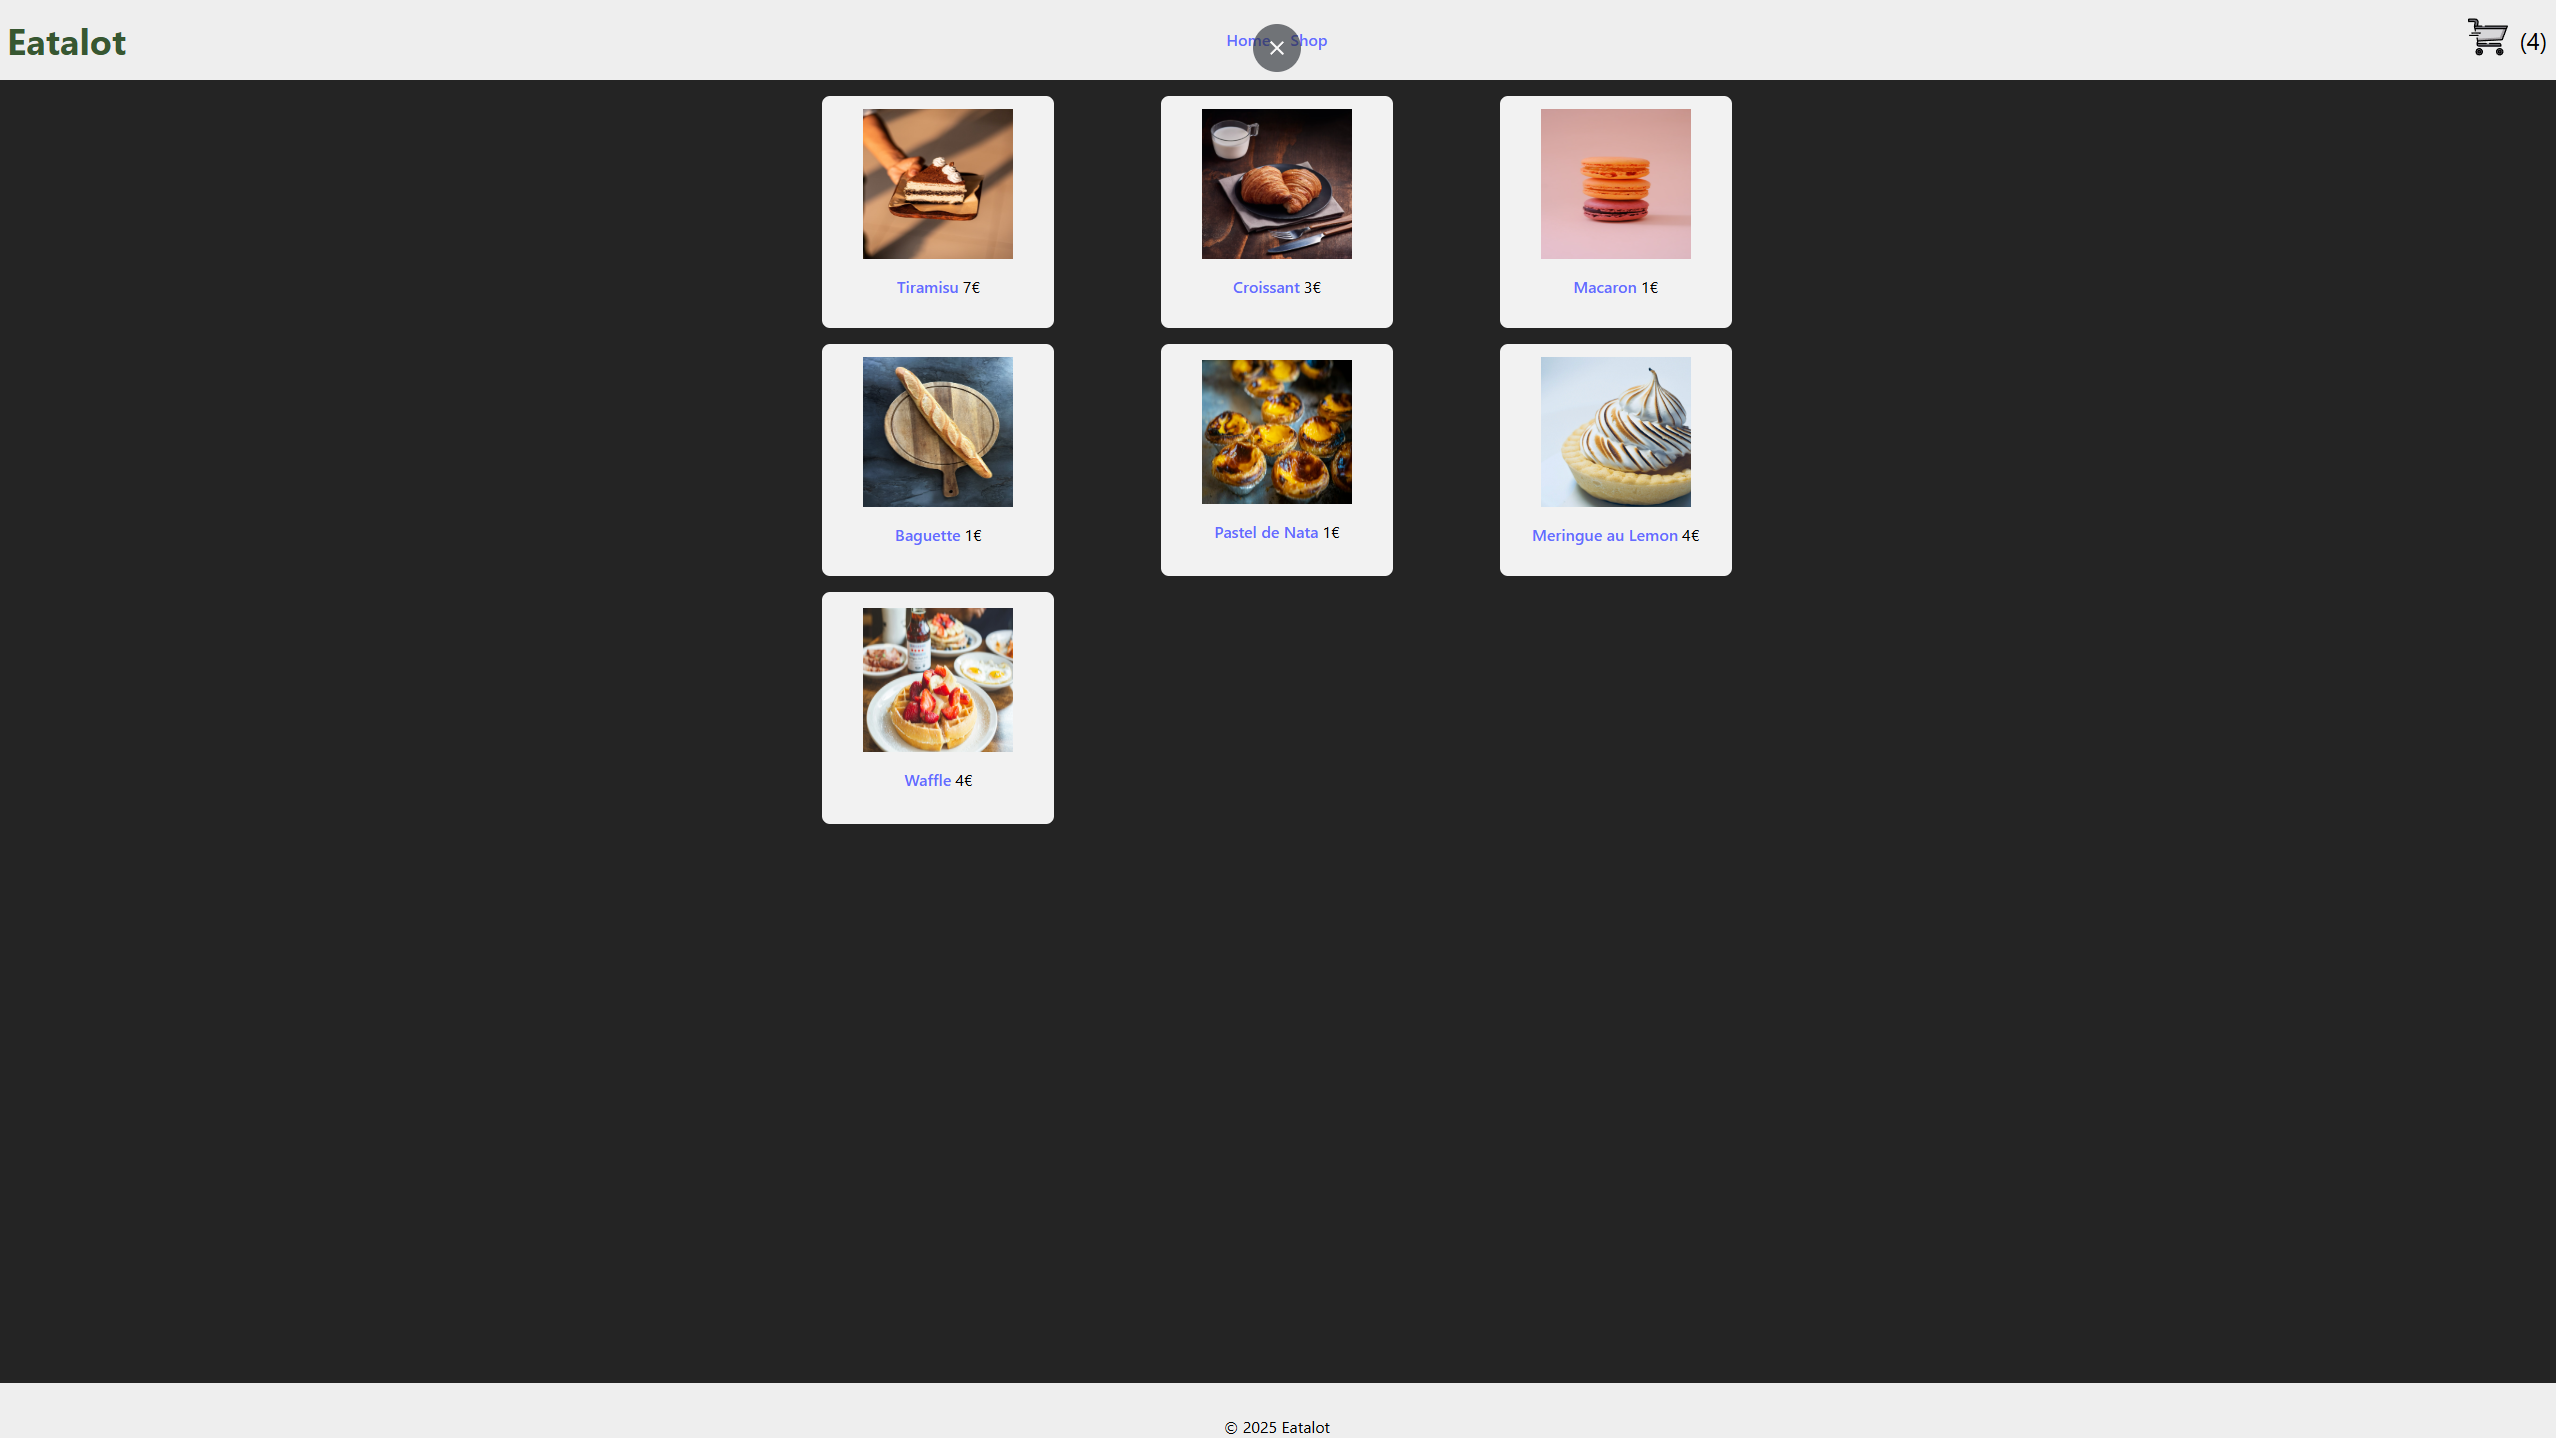 Eatalot
Home Shop
(4)
Tiramisu 7€
Croissant 3€
Macaron 1€
Baguette 1€
Pastel de Nata 1€
Meringue au Lemon 4€
Waffle 4€
© 2025 Eatalot